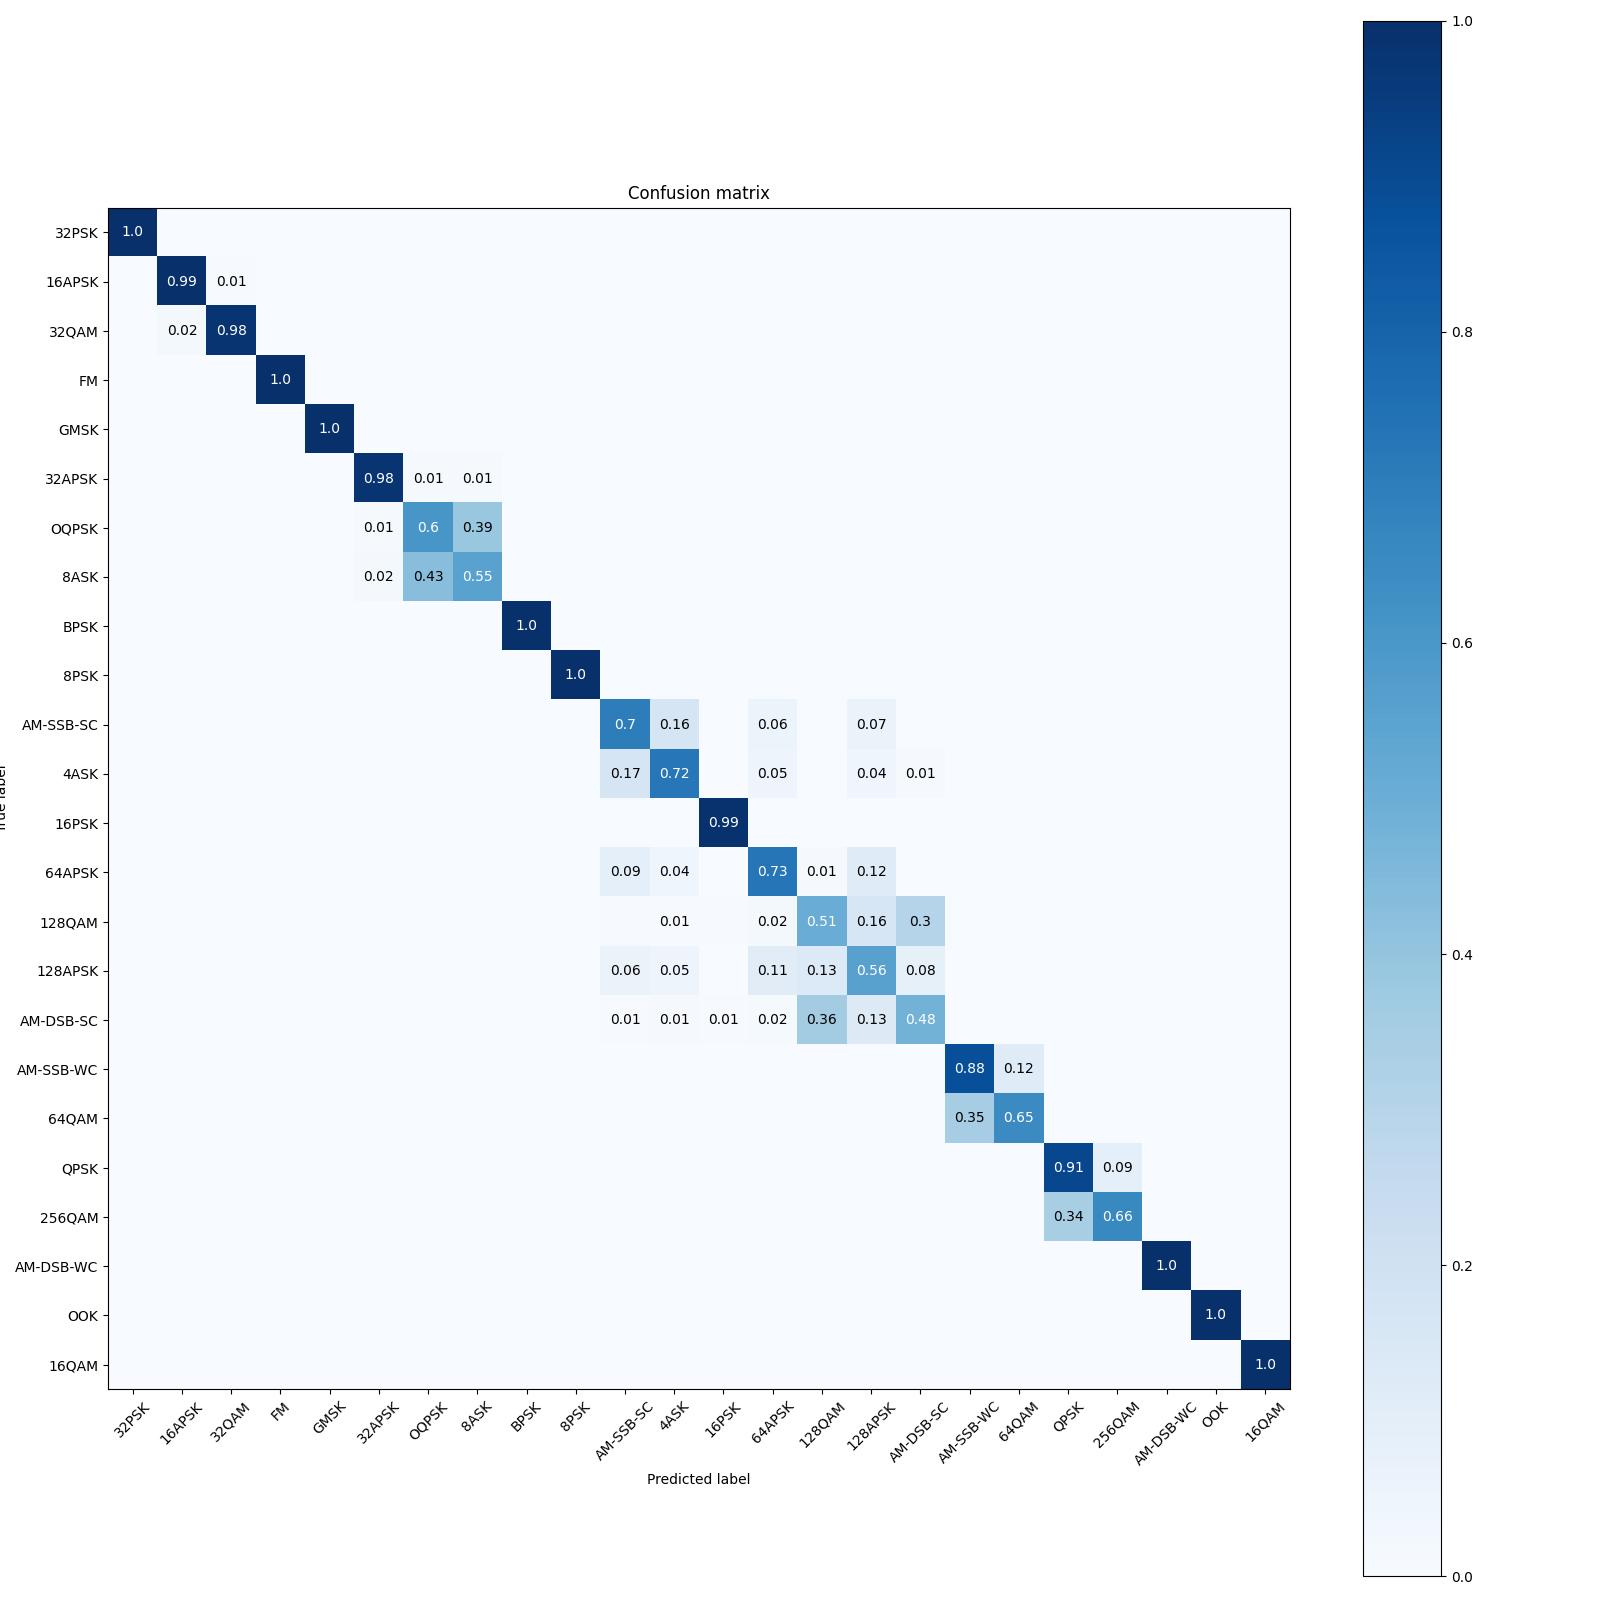 Confusion matrix
32PSK 1.0
16APSK 0.99 0.01
32QAM 0.02 0.98
FM 1.0
GMSK 1.0
32APSK 0.98 0.01 0.01
OQPSK 0.01 0.6 0.39
8ASK 0.02 0.43 0.55
BPSK 1.0
8PSK 1.0
AM-SSB-SC 0.7 0.16 0.06 0.07
4ASK 0.17 0.72 0.05 0.04 0.01
16PSK 0.99
64APSK 0.09 0.04 0.73 0.01 0.12
128QAM 0.01 0.02 0.51 0.16 0.3
128APSK 0.06 0.05 0.11 0.13 0.56 0.08
AM-DSB-SC 0.01 0.01 0.01 0.02 0.36 0.13 0.48
AM-SSB-WC 0.88 0.12
64QAM 0.35 0.65
QPSK 0.91 0.09
256QAM 0.34 0.66
AM-DSB-WC 1.0
OOK 1.0
16QAM 1.0
32PSK 16APSK 32QAM FM GMSK 32APSK OQPSK 8ASK BPSK 8PSK AM-SSB-SC 4ASK 16PSK 64APSK 128QAM 128APSK AM-DSB-SC AM-SSB-WC 64QAM QPSK 256QAM AM-DSB-WC OOK 16QAM
Predicted label
True label
1.0
0.8
0.6
0.4
0.2
0.0